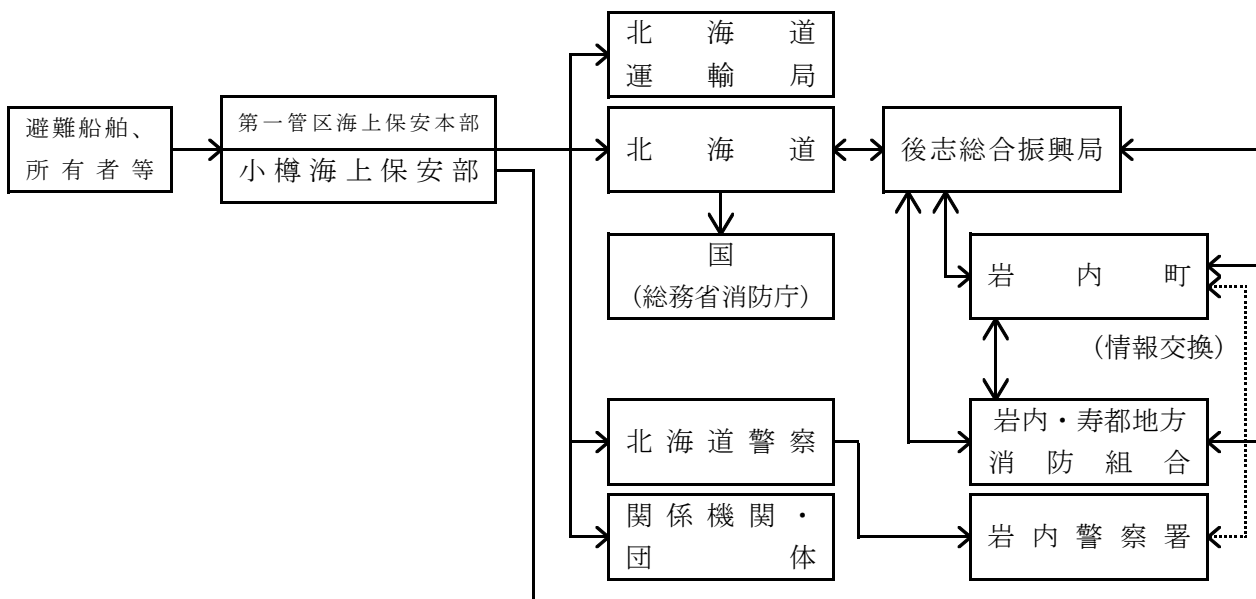 北海道
運輸局
避難船舶、
所有者等
第一管区海上保安本部
小樽海上保安部
北海道
後志総合振興局
国
(総務省消防庁)
岩内町
(情報交換)
北海道警察
岩内・寿都地方
消防組合
関係機関・
団体
岩内警察署